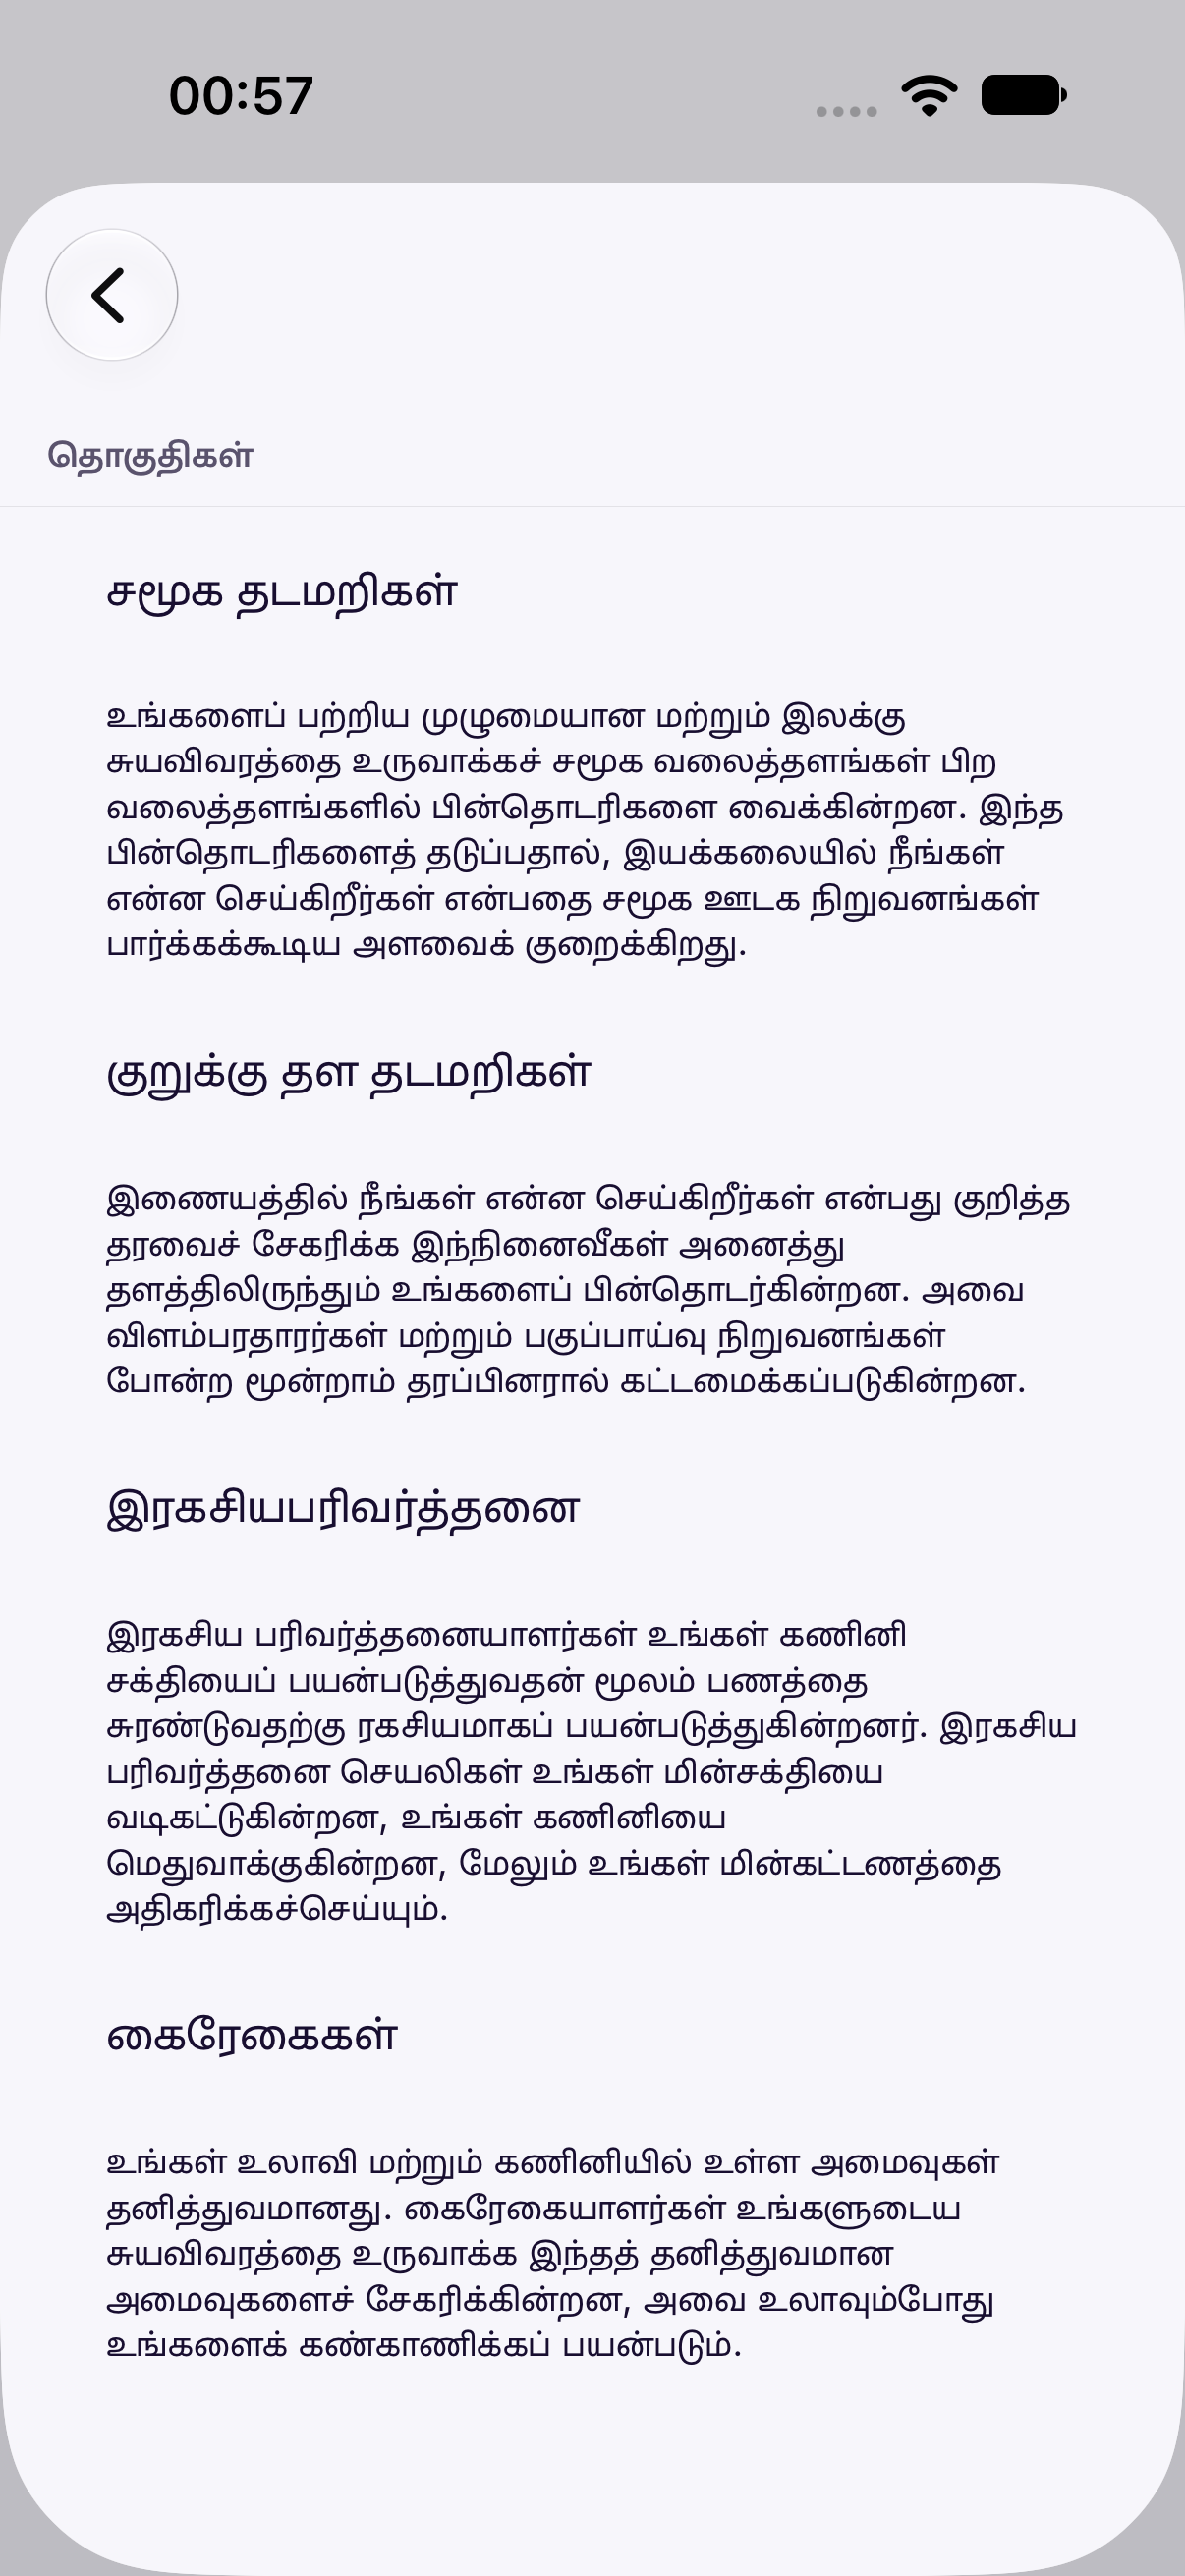 00:57
தொகுதிகள்
சமூக தடமறிகள்
உங்களைப் பற்றிய முழுமையான மற்றும் இலக்கு
சுயவிவரத்தை உருவாக்கச் சமூக வலைத்தளங்கள் பிற
வலைத்தளங்களில் பின்தொடரிகளை வைக்கின்றன. இந்த
பின்தொடரிகளைத் தடுப்பதால், இயக்கலையில் நீங்கள்
என்ன செய்கிறீர்கள் என்பதை சமூக ஊடக நிறுவனங்கள்
பார்க்கக்கூடிய அளவைக் குறைக்கிறது.
குறுக்கு தள தடமறிகள்
இணையத்தில் நீங்கள் என்ன செய்கிறீர்கள் என்பது குறித்த
தரவைச் சேகரிக்க இந்நினைவீகள் அனைத்து
தளத்திலிருந்தும் உங்களைப் பின்தொடர்கின்றன. அவை
விளம்பரதாரர்கள் மற்றும் பகுப்பாய்வு நிறுவனங்கள்
போன்ற மூன்றாம் தரப்பினரால் கட்டமைக்கப்படுகின்றன.
இரகசியபரிவர்த்தனை
இரகசிய பரிவர்த்தனையாளர்கள் உங்கள் கணினி
சக்தியைப் பயன்படுத்துவதன் மூலம் பணத்தை
சுரண்டுவதற்கு ரகசியமாகப் பயன்படுத்துகின்றனர். இரகசிய
பரிவர்த்தனை செயலிகள் உங்கள் மின்சக்தியை
வடிகட்டுகின்றன, உங்கள் கணினியை
மெதுவாக்குகின்றன, மேலும் உங்கள் மின்கட்டணத்தை
அதிகரிக்கச்செய்யும்.
கைரேகைகள்
உங்கள் உலாவி மற்றும் கணினியில் உள்ள அமைவுகள்
தனித்துவமானது. கைரேகையாளர்கள் உங்களுடைய
சுயவிவரத்தை உருவாக்க இந்தத் தனித்துவமான
அமைவுகளைச் சேகரிக்கின்றன, அவை உலாவும்போது
உங்களைக் கண்காணிக்கப் பயன்படும்.